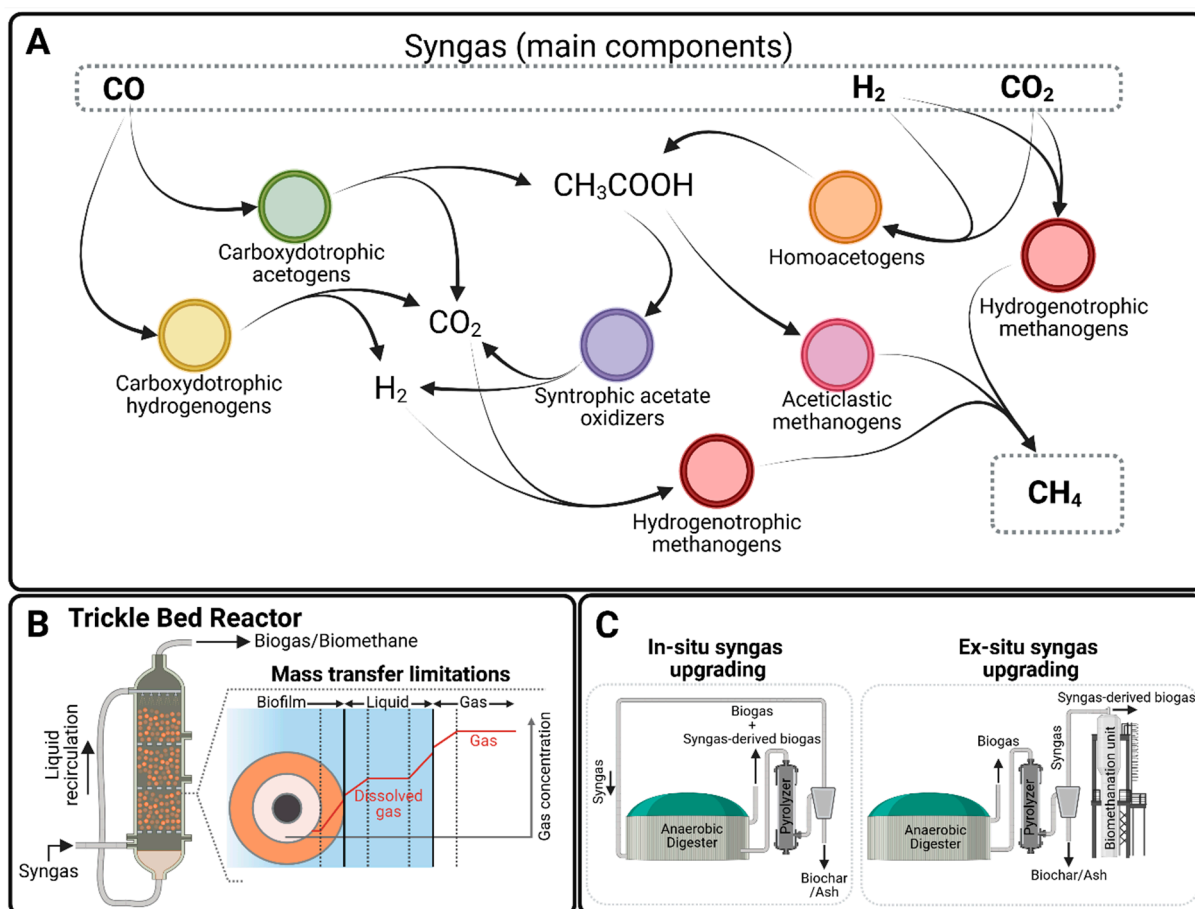 A
Syngas (main components)
CO
H₂
CO₂
CH₃COOH
Carboxydotrophic
acetogens
Homoacetogens
Hydrogenotrophic
methanogens
CO₂
Carboxydotrophic
hydrogenogens
H₂
Syntrophic acetate
oxidizers
Aceticlastic
methanogens
Hydrogenotrophic
methanogens
CH₄
B
Trickle Bed Reactor
Biogas/Biomethane
Mass transfer limitations
Biofilm
Liquid
Gas
Gas
Dissolved
gas
Gas concentration
Liquid
recirculation
Syngas
C
In-situ syngas
upgrading
Biogas
+
Syngas-derived biogas
Syngas
Anaerobic
Digester
Pyrolyzer
Biochar
/Ash
Ex-situ syngas
upgrading
Syngas-derived biogas
Biogas
Syngas
Anaerobic
Digester
Pyrolyzer
Biomethanation unit
Biochar/Ash